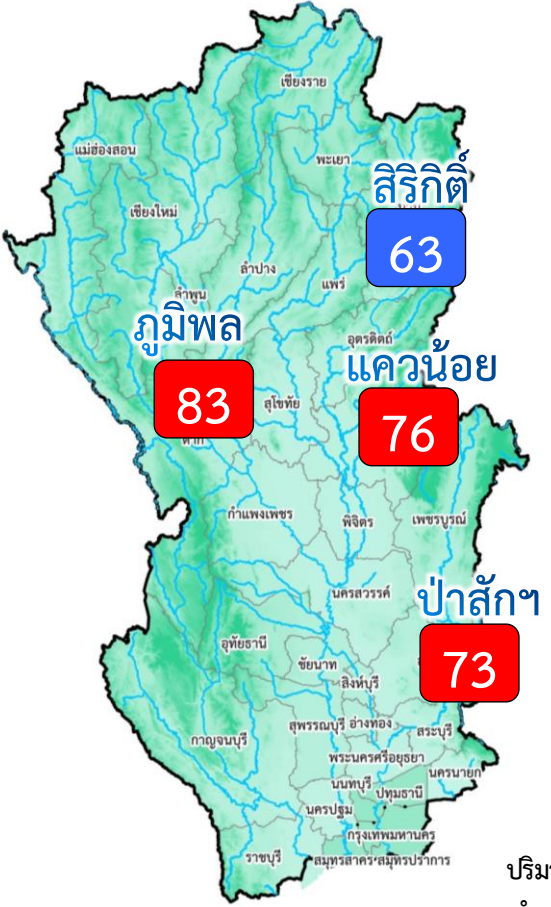 เชียงราย
แม่ฮ่องสอน
พะเยา
สิริกิติ์
63
เชียงใหม่
ลำปาง
แพร่
ลำพูน
ภูมิพล
83
อุตรดิตถ์
แควน้อย
76
สุโขทัย
ตาก
กำแพงเพชร
พิจิตร
เพชรบูรณ์
นครสวรรค์
ป่าสักฯ
73
อุทัยธานี
ชัยนาท
สิงห์บุรี
สุพรรณบุรี
อ่างทอง
สระบุรี
กาญจนบุรี
พระนครศรีอยุธยา
นครนายก
นนทบุรี
ปทุมธานี
นครปฐม
กรุงเทพมหานคร
ราชบุรี
สมุทรสาคร
สมุทรปราการ